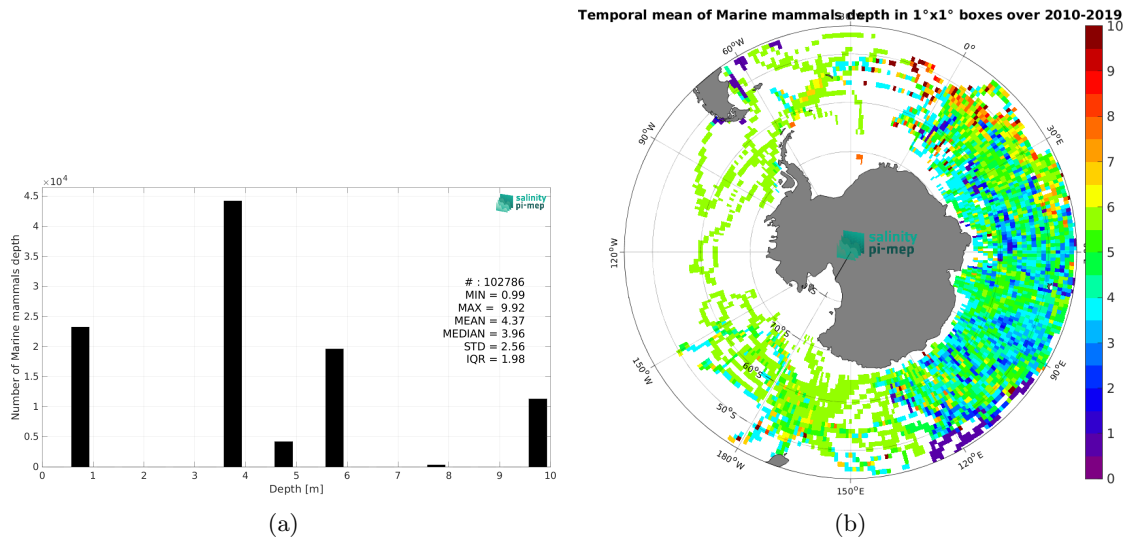 Temporal mean of Marine mammals depth in 1°x1° boxes over 2010-2019
×10⁴
4.5
4
3.5
3
2.5
2
1.5
1
0.5
0
Number of Marine mammals depth
0 1 2 3 4 5 6 7 8 9 10
Depth [m]
salinity
pi-mep
# : 102786
MIN = 0.99
MAX = 9.92
MEAN = 4.37
MEDIAN = 3.96
STD = 2.56
IQR = 1.98
(a)
60°W
0°
30°E
90°E
120°E
150°E
180°W
150°W
120°W
90°W
70°S
60°S
50°S
salinity
pi-mep
10
9
8
7
6
5
4
3
2
1
0
(b)